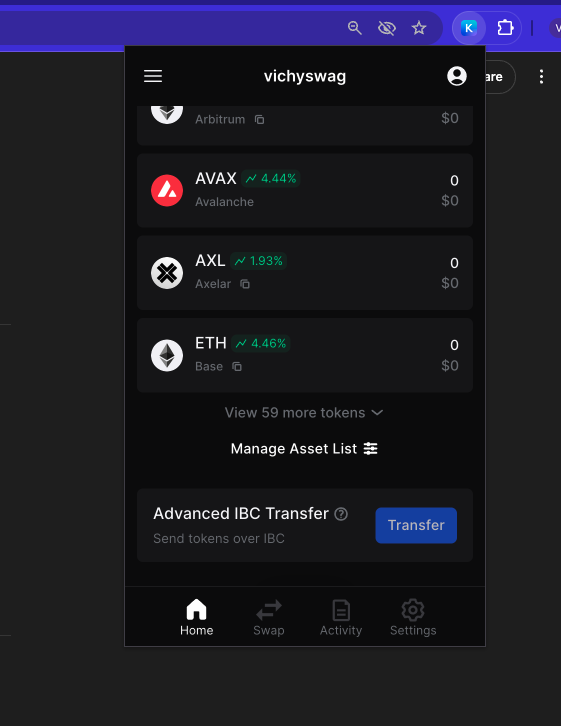 K
V
are
vichyswag
Arbitrum
$0
AVAX 4.44%
0
Avalanche
$0
AXL 1.93%
0
Axelar
$0
ETH 4.46%
0
Base
$0
View 59 more tokens
Manage Asset List
Advanced IBC Transfer
Send tokens over IBC
Transfer
Home
Swap
Activity
Settings